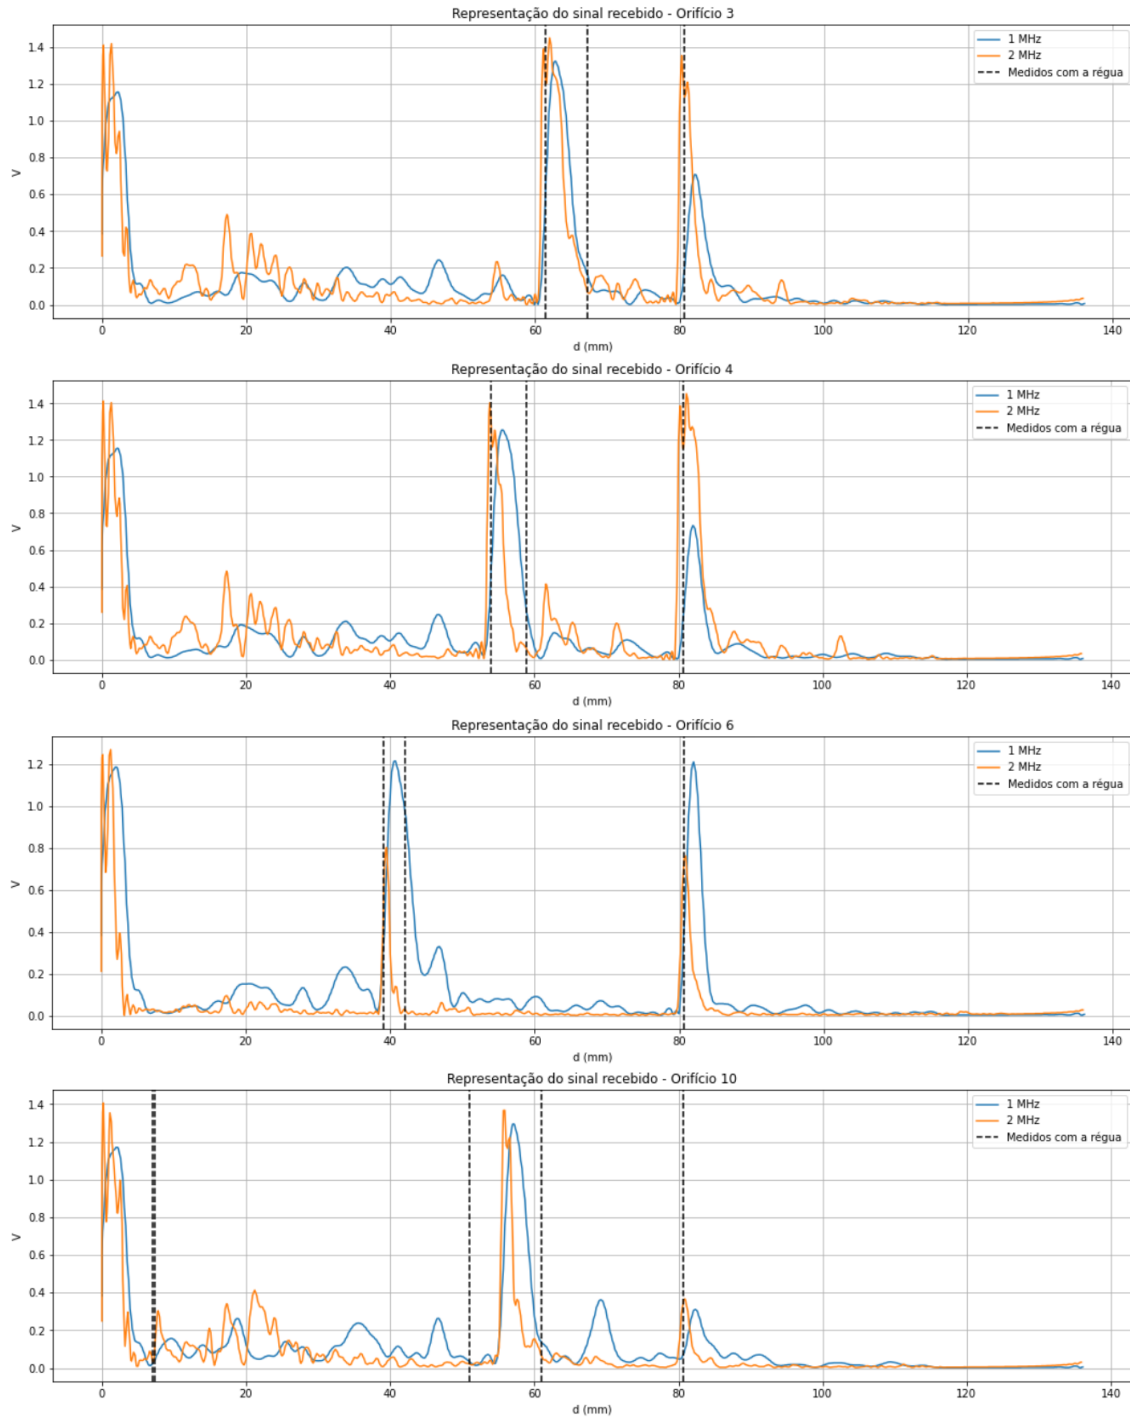 Representação do sinal recebido - Orifício 3
1 MHz
2 MHz
Medidos com a régua
V
1.4
1.2
1.0
0.8
0.6
0.4
0.2
0.0
0 20 40 60 80 100 120 140
d (mm)
Representação do sinal recebido - Orifício 4
1 MHz
2 MHz
Medidos com a régua
V
1.4
1.2
1.0
0.8
0.6
0.4
0.2
0.0
0 20 40 60 80 100 120 140
d (mm)
Representação do sinal recebido - Orifício 6
1 MHz
2 MHz
Medidos com a régua
V
1.2
1.0
0.8
0.6
0.4
0.2
0.0
0 20 40 60 80 100 120 140
d (mm)
Representação do sinal recebido - Orifício 10
1 MHz
2 MHz
Medidos com a régua
V
1.4
1.2
1.0
0.8
0.6
0.4
0.2
0.0
0 20 40 60 80 100 120 140
d (mm)